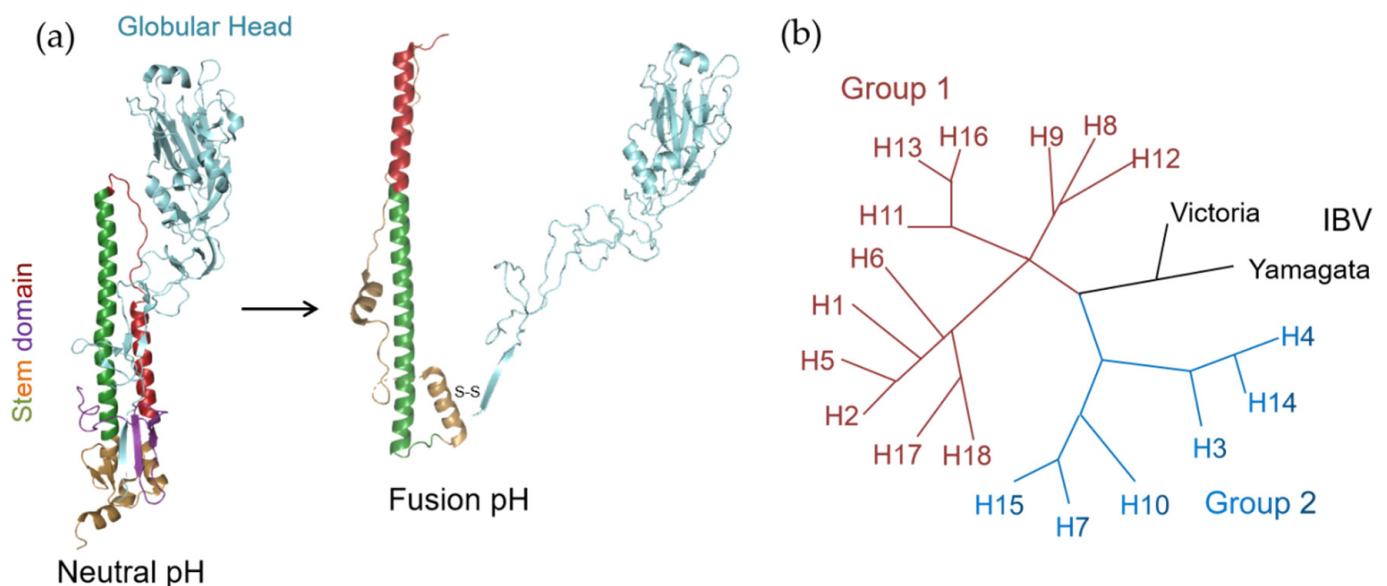 (a)
Globular Head
Stem domain
S-S
Neutral pH
Fusion pH
(b)
Group 1
H13
H16
H9
H8
H12
H11
Victoria
IBV
Yamagata
H6
H1
H5
H2
H17
H18
H4
H14
H3
H15
H7
H10
Group 2